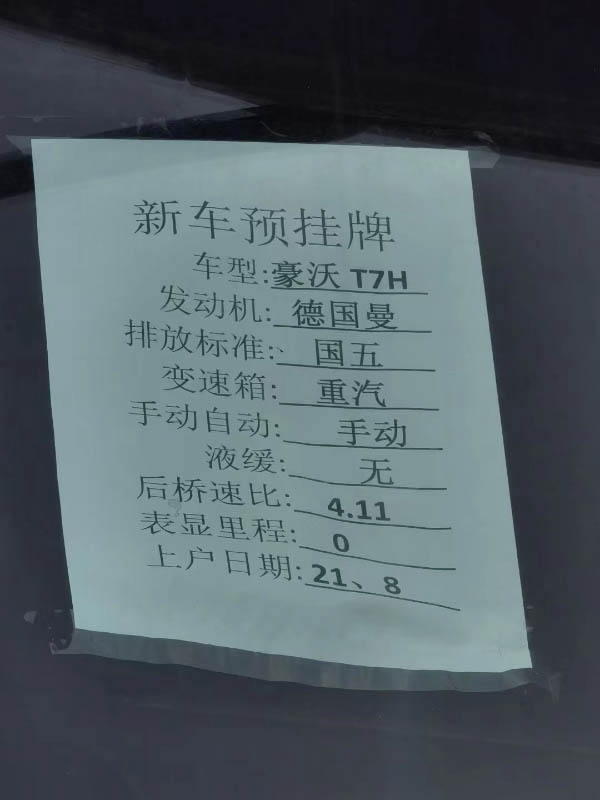 新车预挂牌
车型:豪沃 T7H
发动机:德国曼
排放标准:国五
变速箱:重汽
手动自动:手动
液缓:无
后桥速比:4.11
表显里程:0
上户日期:21、8